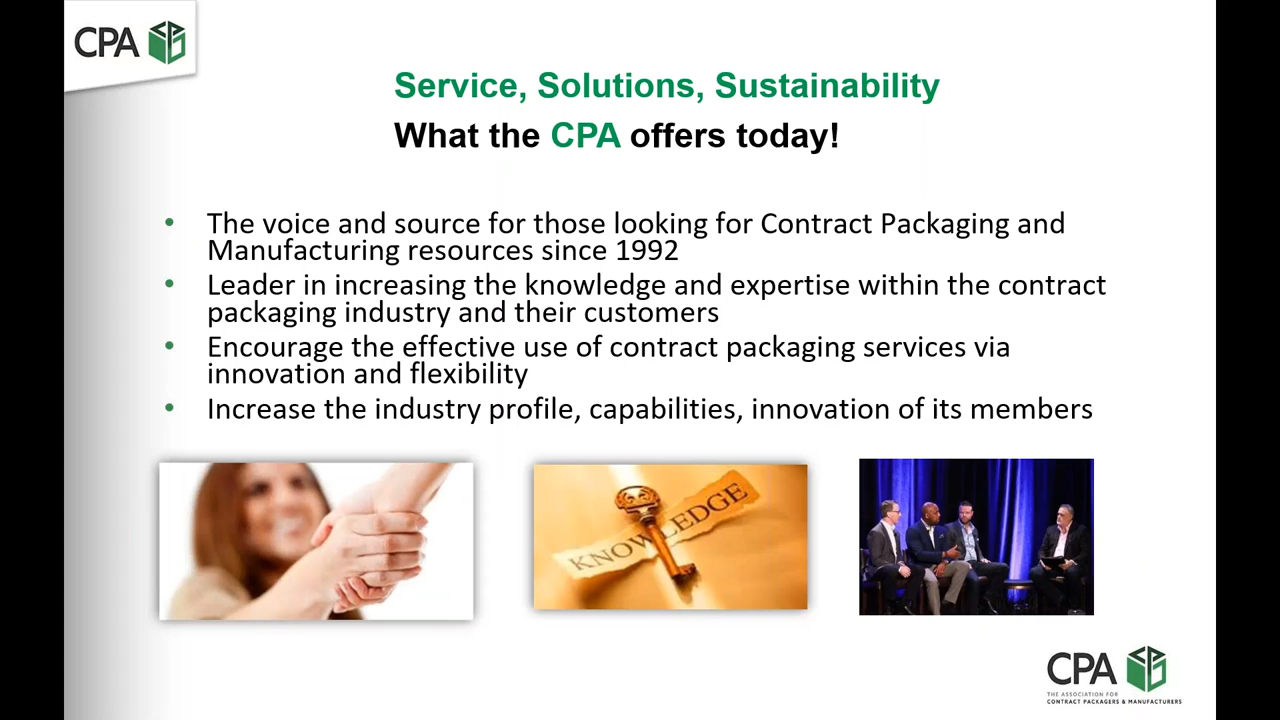 CPA
Service, Solutions, Sustainability
What the CPA offers today!
• The voice and source for those looking for Contract Packaging and
Manufacturing resources since 1992
• Leader in increasing the knowledge and expertise within the contract
packaging industry and their customers
• Encourage the effective use of contract packaging services via
innovation and flexibility
• Increase the industry profile, capabilities, innovation of its members
KNOWLEDGE
CPA
THE ASSOCIATION FOR
CONTRACT PACKAGERS & MANUFACTURERS